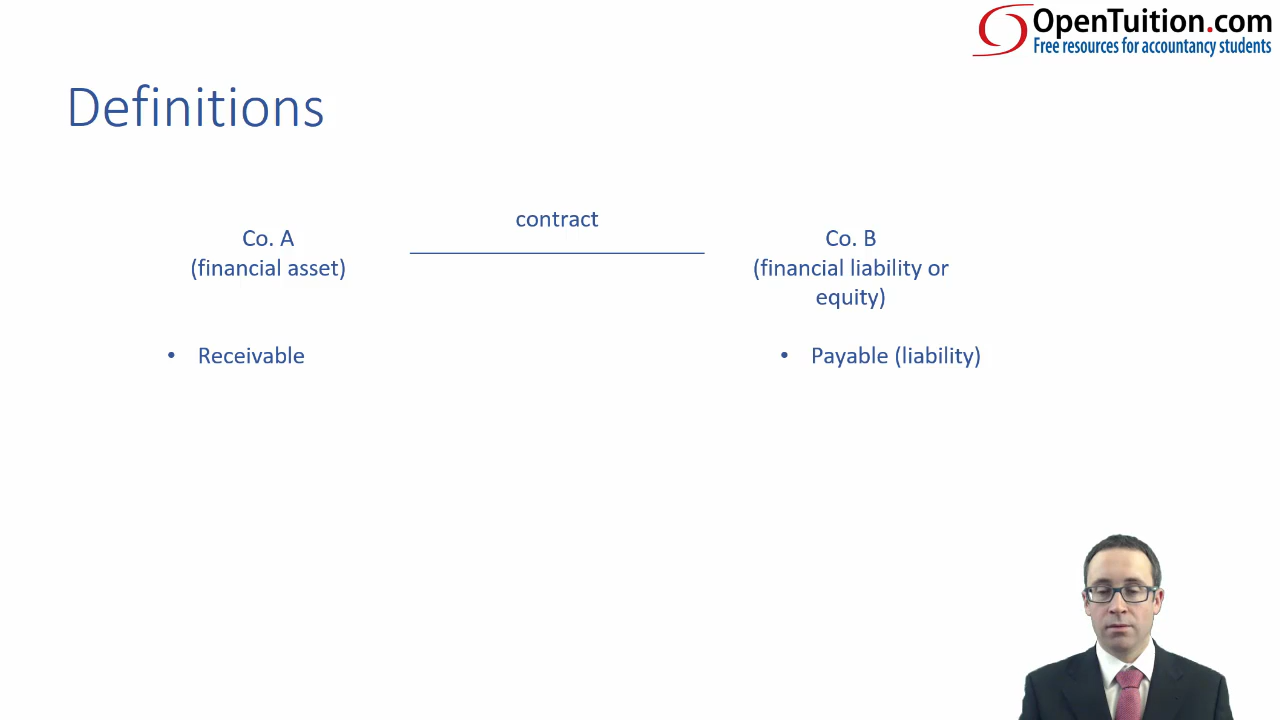 OpenTuition.com
Free resources for accountancy students
Definitions
contract
Co. A
(financial asset)
Co. B
(financial liability or
equity)
• Receivable
• Payable (liability)